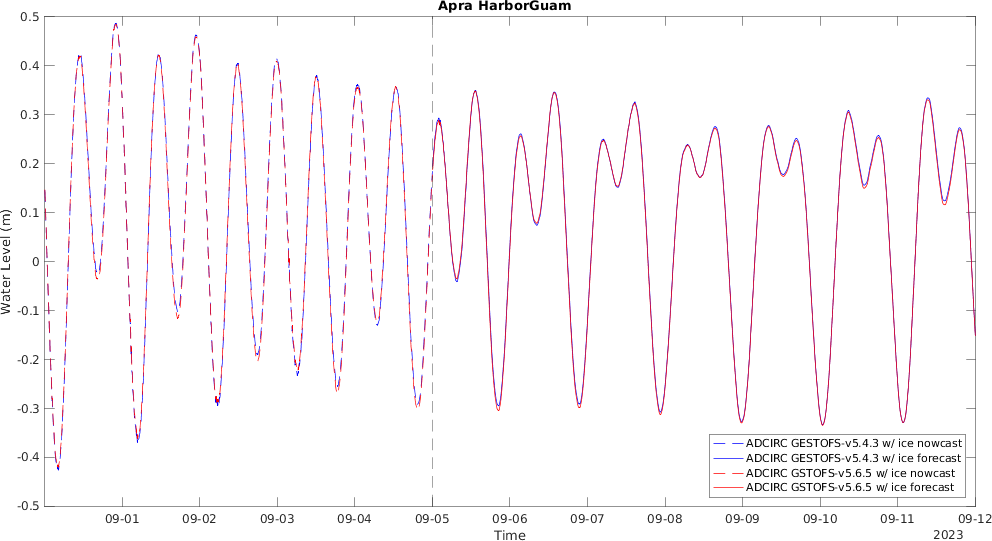 Apra HarborGuam
0.5
0.4
0.3
0.2
0.1
0
-0.1
-0.2
-0.3
-0.4
-0.5
Water Level (m)
ADCIRC GESTOFS-v5.4.3 w/ ice nowcast
ADCIRC GESTOFS-v5.4.3 w/ ice forecast
ADCIRC GSTOFS-v5.6.5 w/ ice nowcast
ADCIRC GSTOFS-v5.6.5 w/ ice forecast
09-01 09-02 09-03 09-04 09-05 09-06 09-07 09-08 09-09 09-10 09-11 09-12
Time
2023